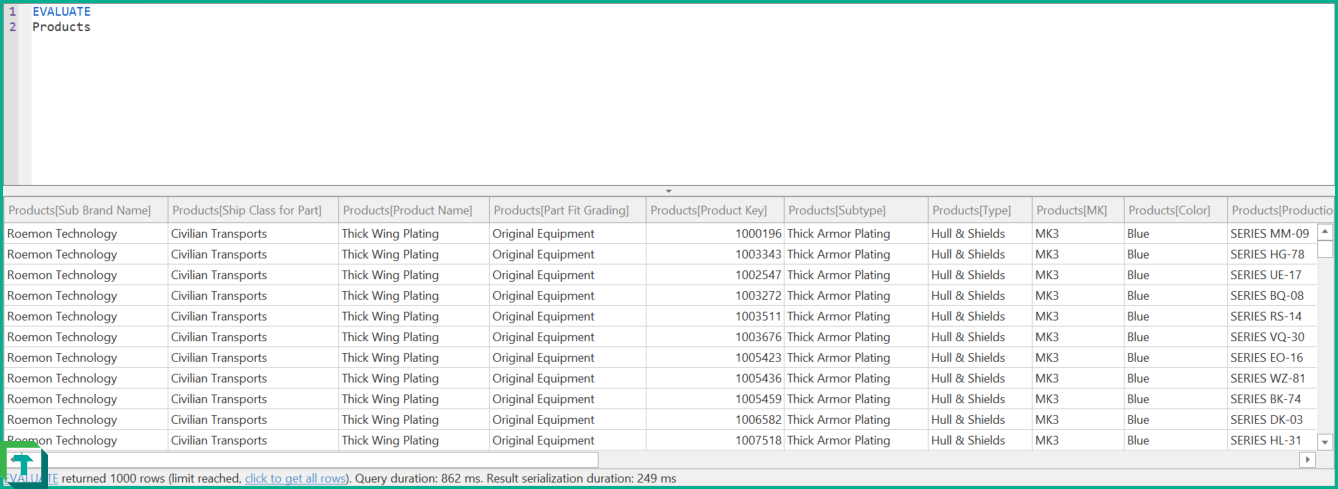 1 EVALUATE
2 Products
Products[Sub Brand Name] Products[Ship Class for Part] Products[Product Name] Products[Part Fit Grading] Products[Product Key] Products[Subtype] Products[Type] Products[MK] Products[Color] Products[Productio
Roemon Technology Civilian Transports Thick Wing Plating Original Equipment 1000196 Thick Armor Plating Hull & Shields MK3 Blue SERIES MM-09
Roemon Technology Civilian Transports Thick Wing Plating Original Equipment 1003343 Thick Armor Plating Hull & Shields MK3 Blue SERIES HG-78
Roemon Technology Civilian Transports Thick Wing Plating Original Equipment 1002547 Thick Armor Plating Hull & Shields MK3 Blue SERIES UE-17
Roemon Technology Civilian Transports Thick Wing Plating Original Equipment 1003272 Thick Armor Plating Hull & Shields MK3 Blue SERIES BQ-08
Roemon Technology Civilian Transports Thick Wing Plating Original Equipment 1003511 Thick Armor Plating Hull & Shields MK3 Blue SERIES RS-14
Roemon Technology Civilian Transports Thick Wing Plating Original Equipment 1003676 Thick Armor Plating Hull & Shields MK3 Blue SERIES VQ-30
Roemon Technology Civilian Transports Thick Wing Plating Original Equipment 1005423 Thick Armor Plating Hull & Shields MK3 Blue SERIES EO-16
Roemon Technology Civilian Transports Thick Wing Plating Original Equipment 1005436 Thick Armor Plating Hull & Shields MK3 Blue SERIES WZ-81
Roemon Technology Civilian Transports Thick Wing Plating Original Equipment 1005459 Thick Armor Plating Hull & Shields MK3 Blue SERIES BK-74
Roemon Technology Civilian Transports Thick Wing Plating Original Equipment 1006582 Thick Armor Plating Hull & Shields MK3 Blue SERIES DK-03
Roemon Technology Civilian Transports Thick Wing Plating Original Equipment 1007518 Thick Armor Plating Hull & Shields MK3 Blue SERIES HL-31
EVALUATE returned 1000 rows (limit reached, click to get all rows). Query duration: 862 ms. Result serialization duration: 249 ms